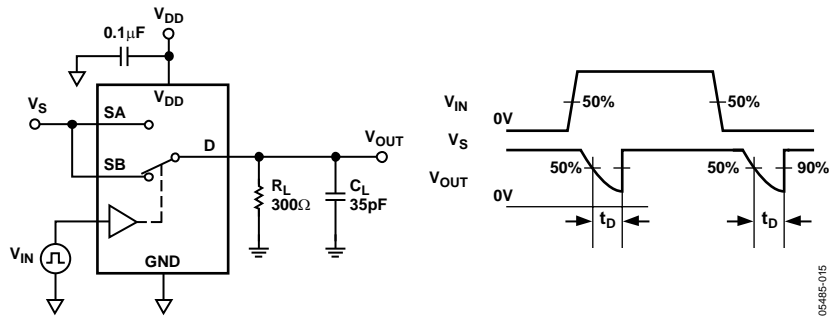 VDD
0.1μF
VDD
VS
SA
SB
D
VOUT
RL
300Ω
CL
35pF
VIN
GND
VIN
50%
50%
0V
VS
50%
50%
90%
VOUT
0V
tD
tD
05485-015